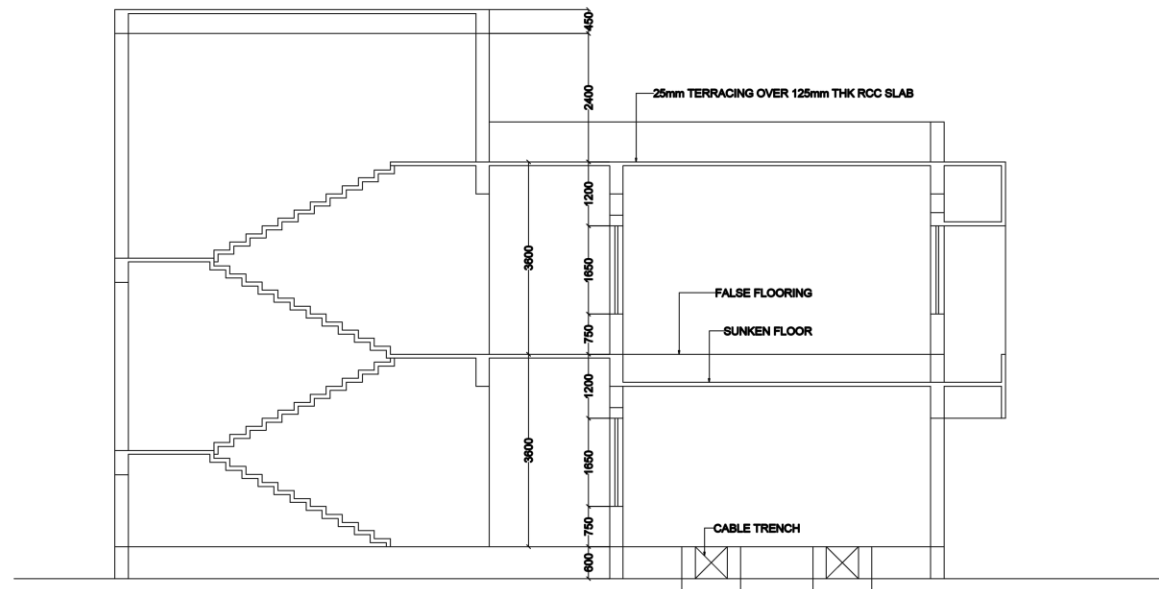 450
2400
25mm TERRACING OVER 125mm THK RCC SLAB
1200
3600
1650
FALSE FLOORING
SUNKEN FLOOR
750
1200
3600
1650
750
CABLE TRENCH
600